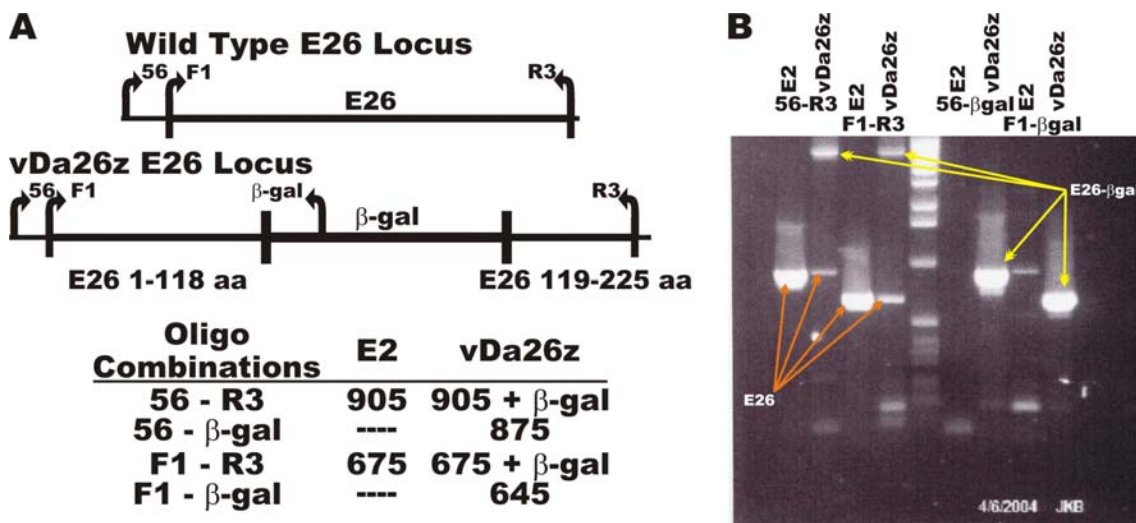 A
Wild Type E26 Locus
56
F1
R3
E26
vDa26z E26 Locus
56
F1
β-gal
R3
β-gal
E26 1-118 aa
E26 119-225 aa
Oligo Combinations
E2
vDa26z
56 - R3
905
905 + β-gal
56 - β-gal
----
875
F1 - R3
675
675 + β-gal
F1 - β-gal
----
645
B
E2
vDa26z
56-R3
E2
vDa26z
F1-R3
E2
vDa26z
56-βgal
E2
vDa26z
F1-βgal
E26-βgal
E26
4/6/2004 JKB